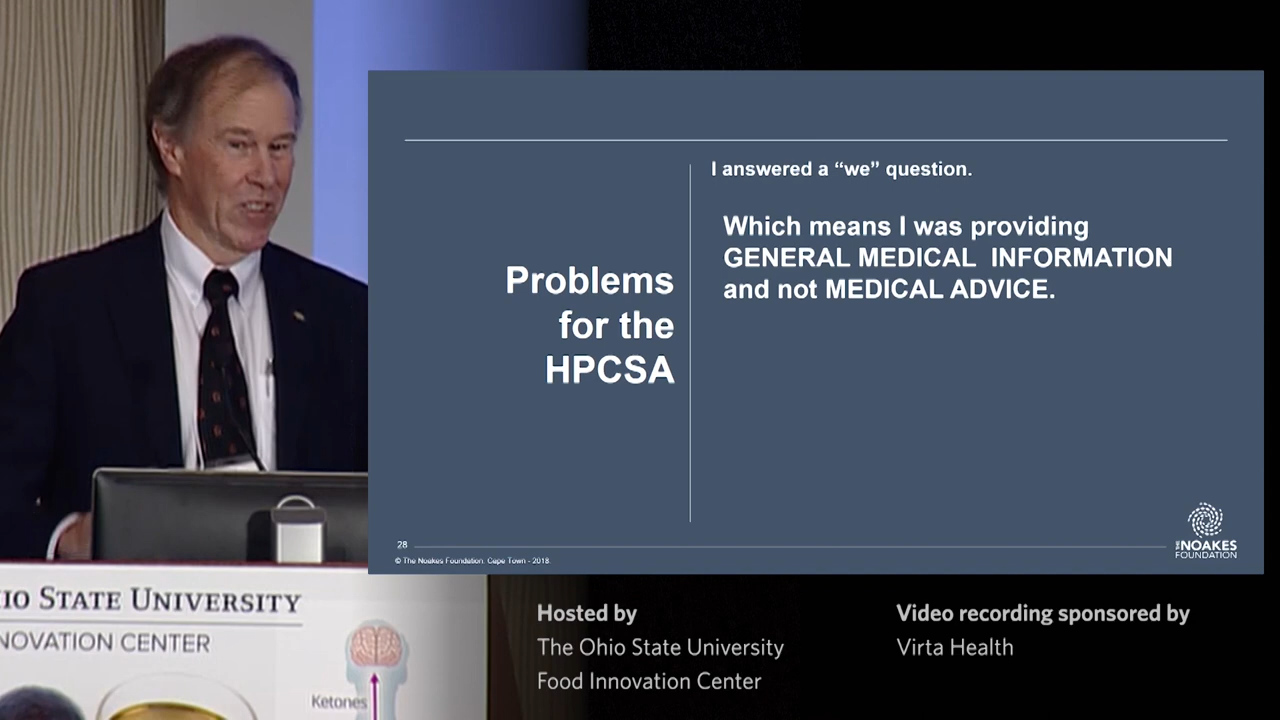 I answered a “we” question.
Which means I was providing
GENERAL MEDICAL INFORMATION
and not MEDICAL ADVICE.
Problems
for the
HPCSA
28
© The Noakes Foundation. Cape Town - 2018.
THE NOAKES
FOUNDATION
IO STATE UNIVERSITY
NOVATION CENTER
Ketones
Hosted by
The Ohio State University
Food Innovation Center
Video recording sponsored by
Virta Health